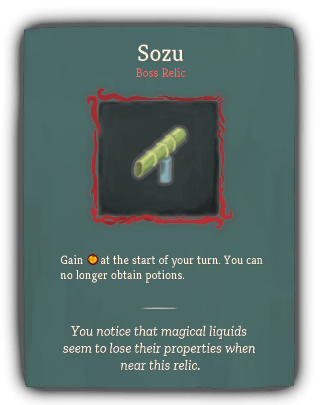 Sozu
Boss Relic
Gain at the start of your turn. You can
no longer obtain potions.
You notice that magical liquids
seem to lose their properties when
near this relic.